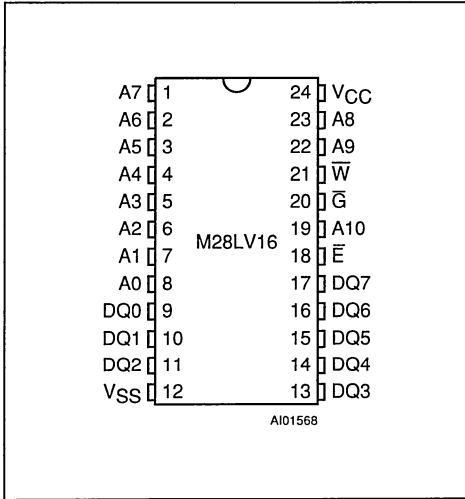 A7 1 24 VCC
A6 2 23 A8
A5 3 22 A9
A4 4 21 W̅
A3 5 20 G̅
A2 6 19 A10
M28LV16
A1 7 18 E̅
A0 8 17 DQ7
DQ0 9 16 DQ6
DQ1 10 15 DQ5
DQ2 11 14 DQ4
VSS 12 13 DQ3
AI01568